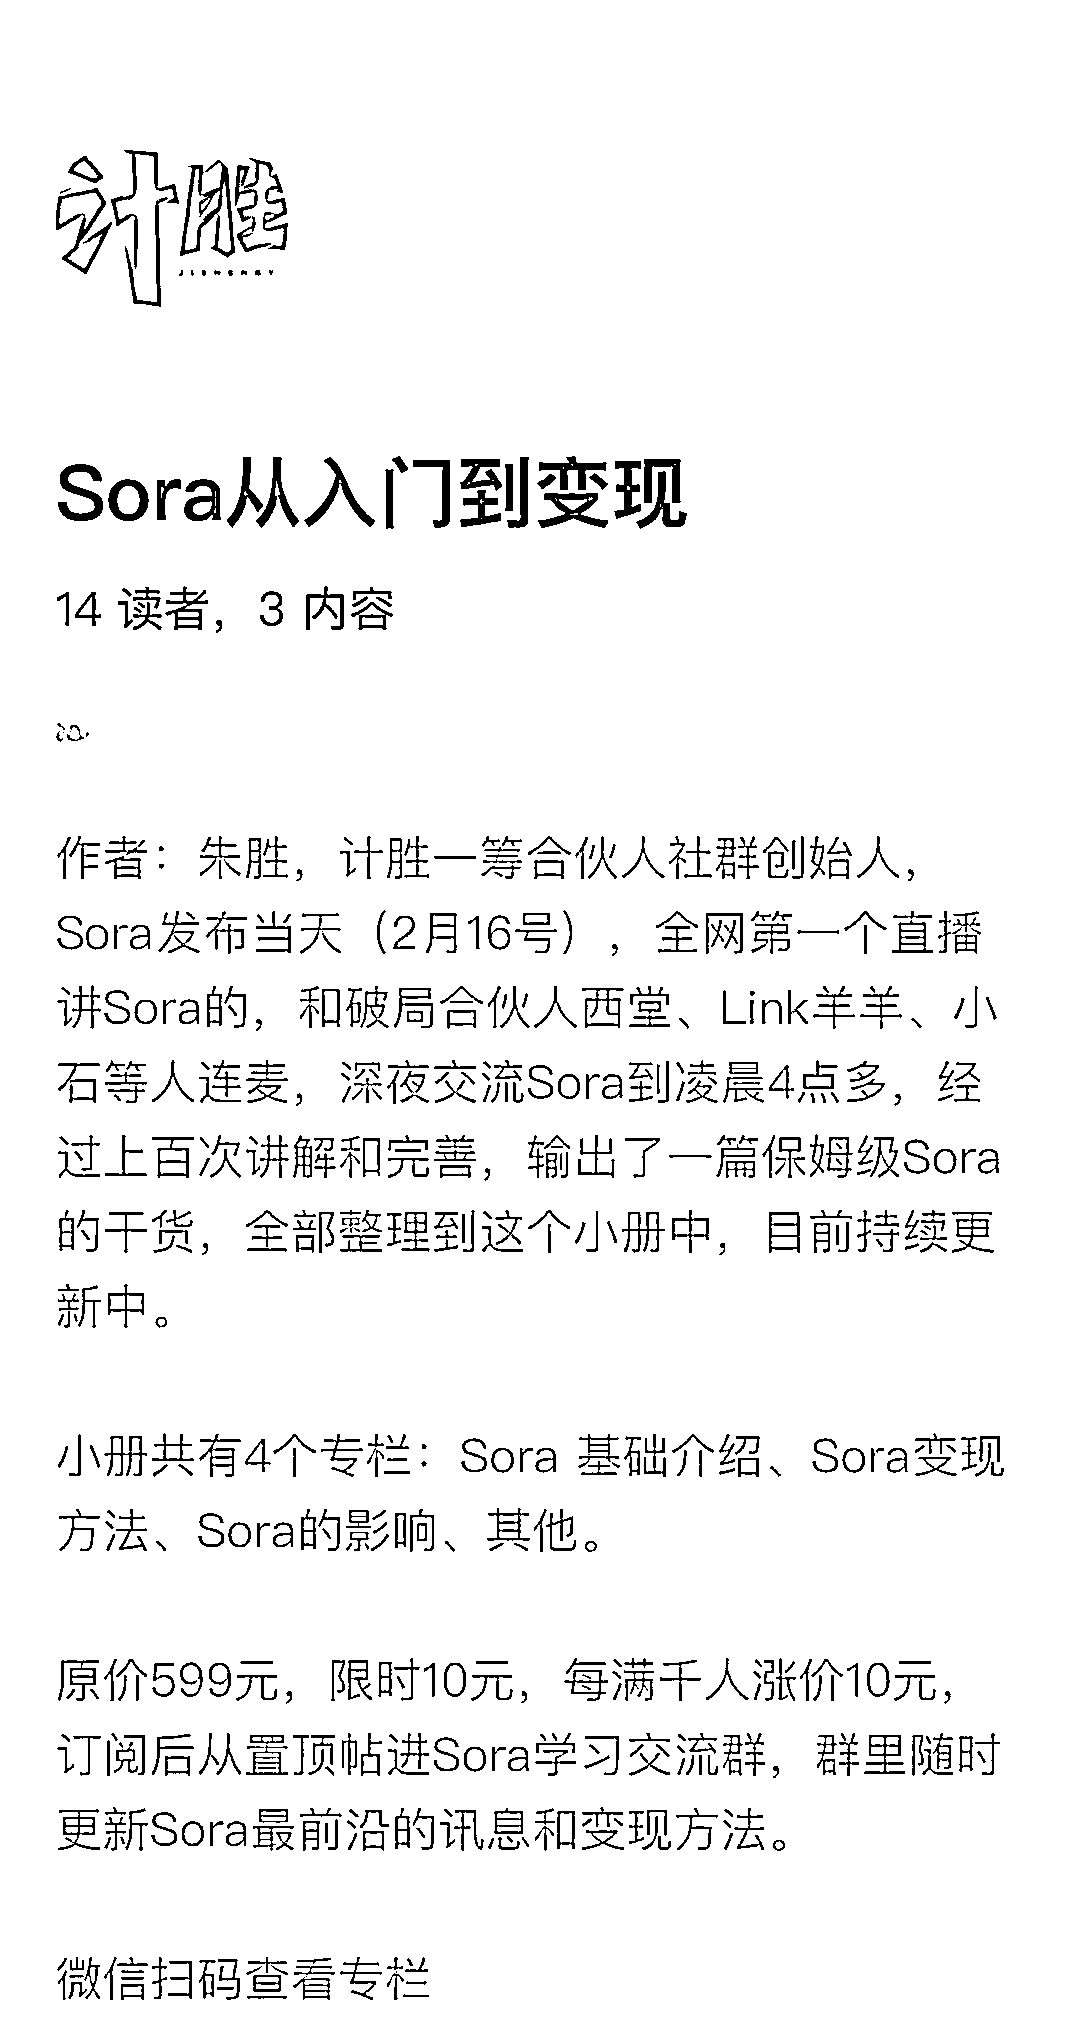 计胜
Sora从入门到变现
14 读者，3 内容
作者：朱胜，计胜一筹合伙人社群创始人，
Sora发布当天（2月16号），全网第一个直播
讲Sora的，和破局合伙人西堂、Link羊羊、小
石等人连麦，深夜交流Sora到凌晨4点多，经
过上百次讲解和完善，输出了一篇保姆级Sora
的干货，全部整理到这个小册中，目前持续更
新中。
小册共有4个专栏：Sora 基础介绍、Sora变现
方法、Sora的影响、其他。
原价599元，限时10元，每满千人涨价10元，
订阅后从置顶帖进Sora学习交流群，群里随时
更新Sora最前沿的讯息和变现方法。
微信扫码查看专栏